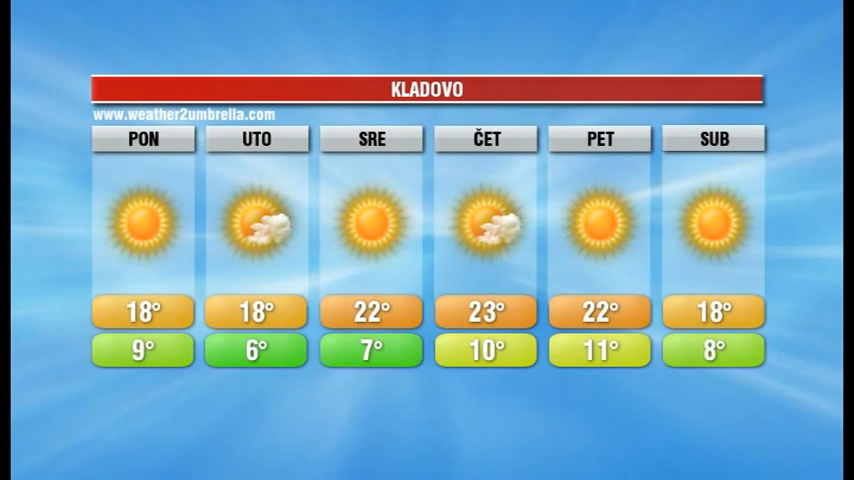 KLADOVO
www.weather2umbrella.com
PON UTO SRE ČET PET SUB
18° 18° 22° 23° 22° 18°
9° 6° 7° 10° 11° 8°